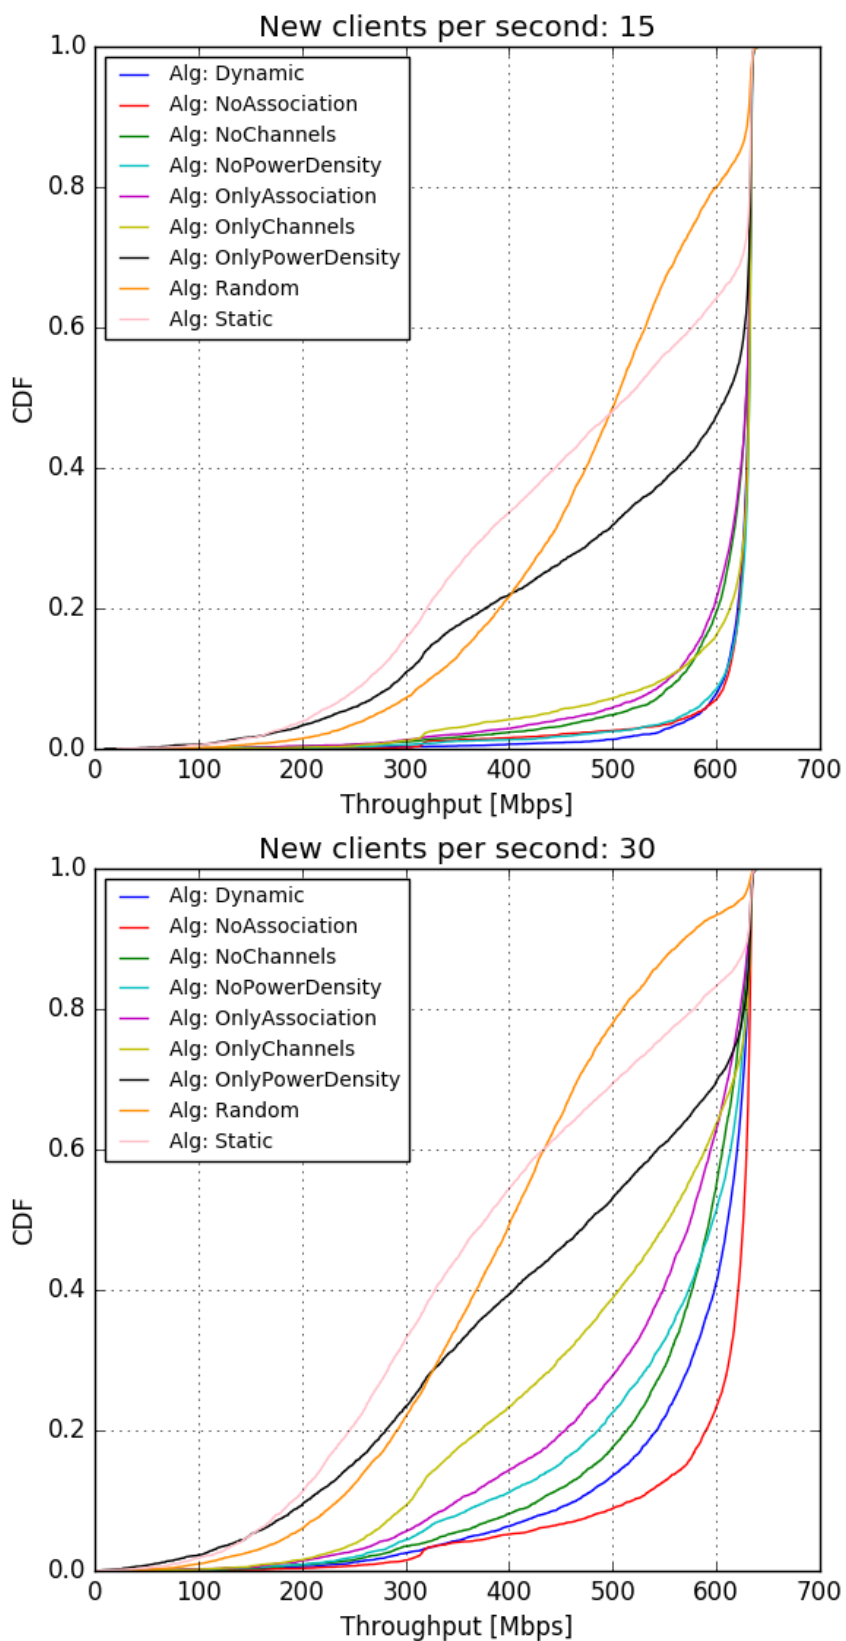 New clients per second: 15
1.0
Alg: Dynamic
Alg: NoAssociation
Alg: NoChannels
0.8
Alg: NoPowerDensity
Alg: OnlyAssociation
Alg: OnlyChannels
Alg: OnlyPowerDensity
Alg: Random
0.6
Alg: Static
CDF
0.4
0.2
0.0
0 100 200 300 400 500 600 700
Throughput [Mbps]
New clients per second: 30
1.0
Alg: Dynamic
Alg: NoAssociation
Alg: NoChannels
0.8
Alg: NoPowerDensity
Alg: OnlyAssociation
Alg: OnlyChannels
Alg: OnlyPowerDensity
Alg: Random
0.6
Alg: Static
CDF
0.4
0.2
0.0
0 100 200 300 400 500 600 700
Throughput [Mbps]